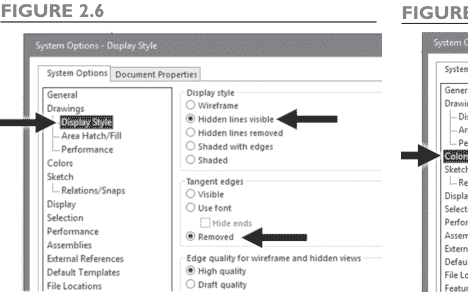 FIGURE 2.6
System Options - Display Style
System Options
Document Properties
General
Drawings
Display Style
Area Hatch/Fill
Performance
Colors
Sketch
Relations/Snaps
Display
Selection
Performance
Assemblies
External References
Default Templates
File Locations
Display style
Wireframe
Hidden lines visible
Hidden lines removed
Shaded with edges
Shaded
Tangent edges
Visible
Use font
Hide ends
Removed
Edge quality for wireframe and hidden views
High quality
Draft quality
FIGURE
System O
System
Gener
Drawi
Dis
Ar
Pe
Colors
Sketch
Re
Displa
Select
Perfor
Assem
Extern
Defau
File Lo
Featur